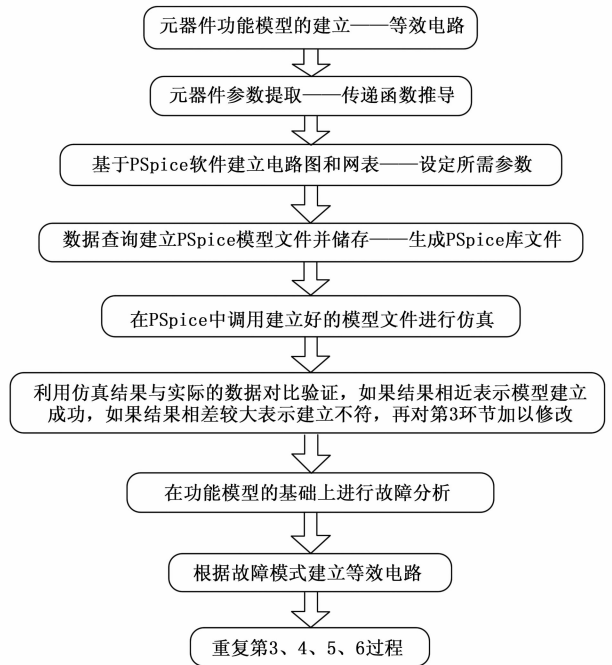 元器件功能模型的建立——等效电路
元器件参数提取——传递函数推导
基于PSpice软件建立电路图和网表——设定所需参数
数据查询建立PSpice模型文件并储存——生成PSpice库文件
在PSpice中调用建立好的模型文件进行仿真
利用仿真结果与实际的数据对比验证，如果结果相近表示模型建立
成功，如果结果相差较大表示建立不符，再对第3环节加以修改
在功能模型的基础上进行故障分析
根据故障模式建立等效电路
重复第3、4、5、6过程